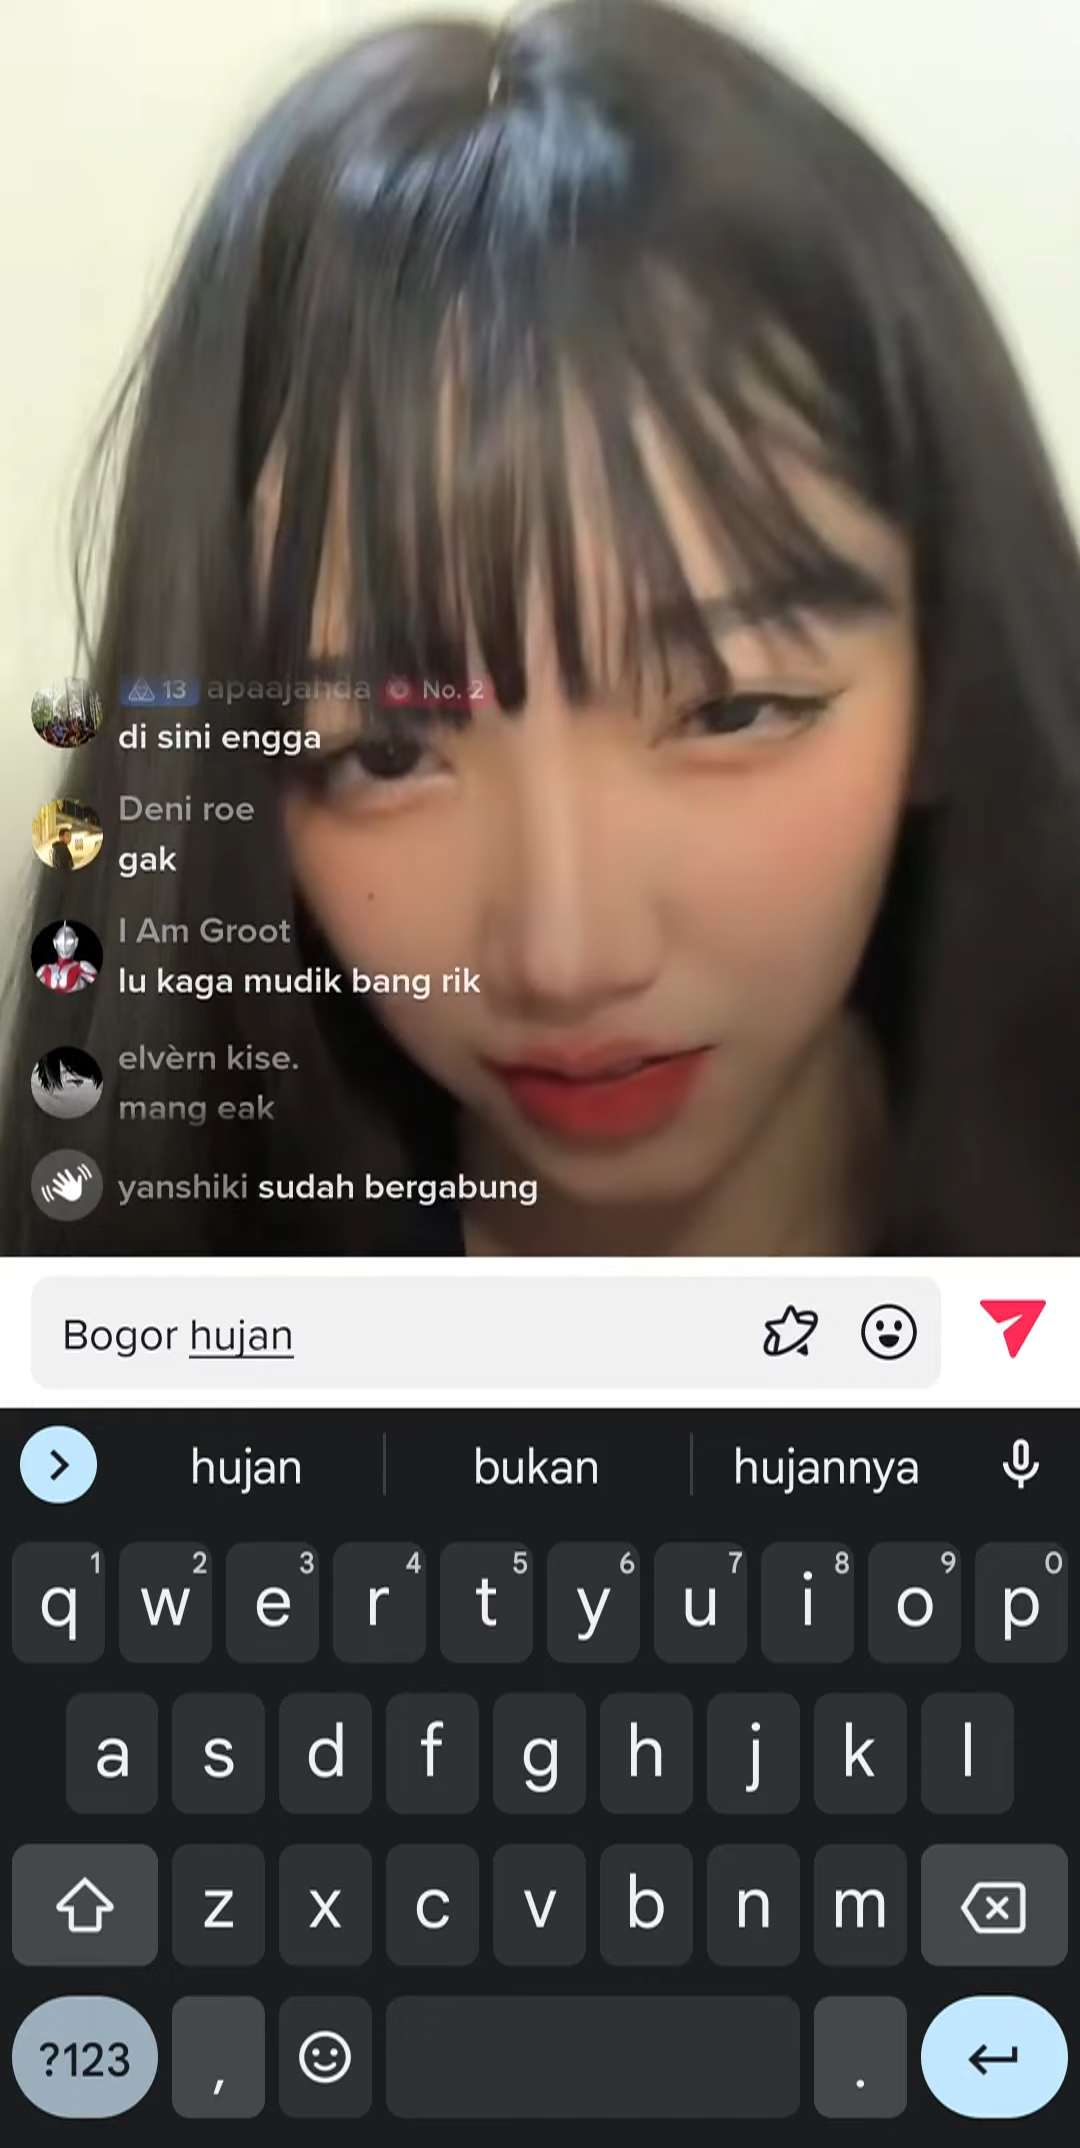 13 apaajahda No. 2
di sini engga
Deni roe
gak
I Am Groot
lu kaga mudik bang rik
elvèrn kise.
mang eak
yanshiki sudah bergabung
Bogor hujan
hujan bukan hujannya
1 2 3 4 5 6 7 8 9 0
q w e r t y u i o p
a s d f g h j k l
z x c v b n m
?123 , .